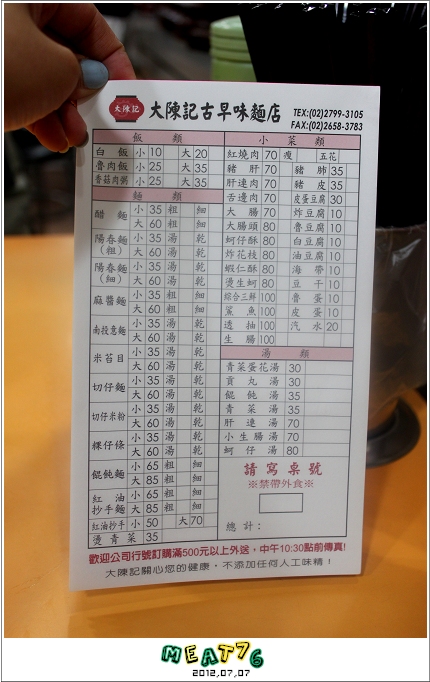 大陳記
大陳記古早味麵店
TEX:(02)2799-3105
FAX:(02)2658-3783
飯 類
白飯 小 10 大 20
魯肉飯 小 25 大 35
香菇肉粥 小 25 大 35
麵 類
醋麵 小 35 粗 細
大 60 粗 細
陽春麵(粗) 小 35 湯 乾
大 60 湯 乾
陽春麵(細) 小 35 湯 乾
大 60 湯 乾
麻醬麵 小 35 湯 乾
大 60 湯 乾
南投意麵 小 35 湯 乾
大 60 湯 乾
米苔目 小 35 湯 乾
大 60 湯 乾
切仔麵 小 35 湯 乾
大 60 湯 乾
切仔米粉 小 35 湯 乾
大 60 湯 乾
粿仔條 小 35 湯 乾
大 60 湯 乾
餛飩麵 小 65 粗 細
大 85 粗 細
紅油抄手麵 小 65 粗 細
大 85 粗 細
紅油抄手 小 50 大 70
燙青菜 35
小 菜 類
紅燒肉 70 瘦 五花
豬肝 70 豬肺 35
肝連肉 70 豬皮 35
舌邊肉 70 皮蛋豆腐 30
大腸 70 炸豆腐 10
大腸頭 80 魯豆腐 10
蚵仔酥 80 白豆腐 10
炸花枝 80 油豆腐 10
蝦仁酥 80 海帶 10
燙生蚵 80 豆干 10
綜合三鮮 100 魯蛋 10
鯊魚 100 皮蛋 10
透抽 100 汽水 20
生腸 100
湯 類
青菜蛋花湯 30
貢丸湯 30
餛飩湯 35
青菜湯 35
肝連湯 70
小生腸湯 70
蚵仔湯 80
請寫桌號
※禁帶外食※
總計:
歡迎公司行號訂購滿500元以上外送,中午10:30點前傳真!
大陳記關心您的健康,不添加任何人工味精!
MEAT76
2012,07,07